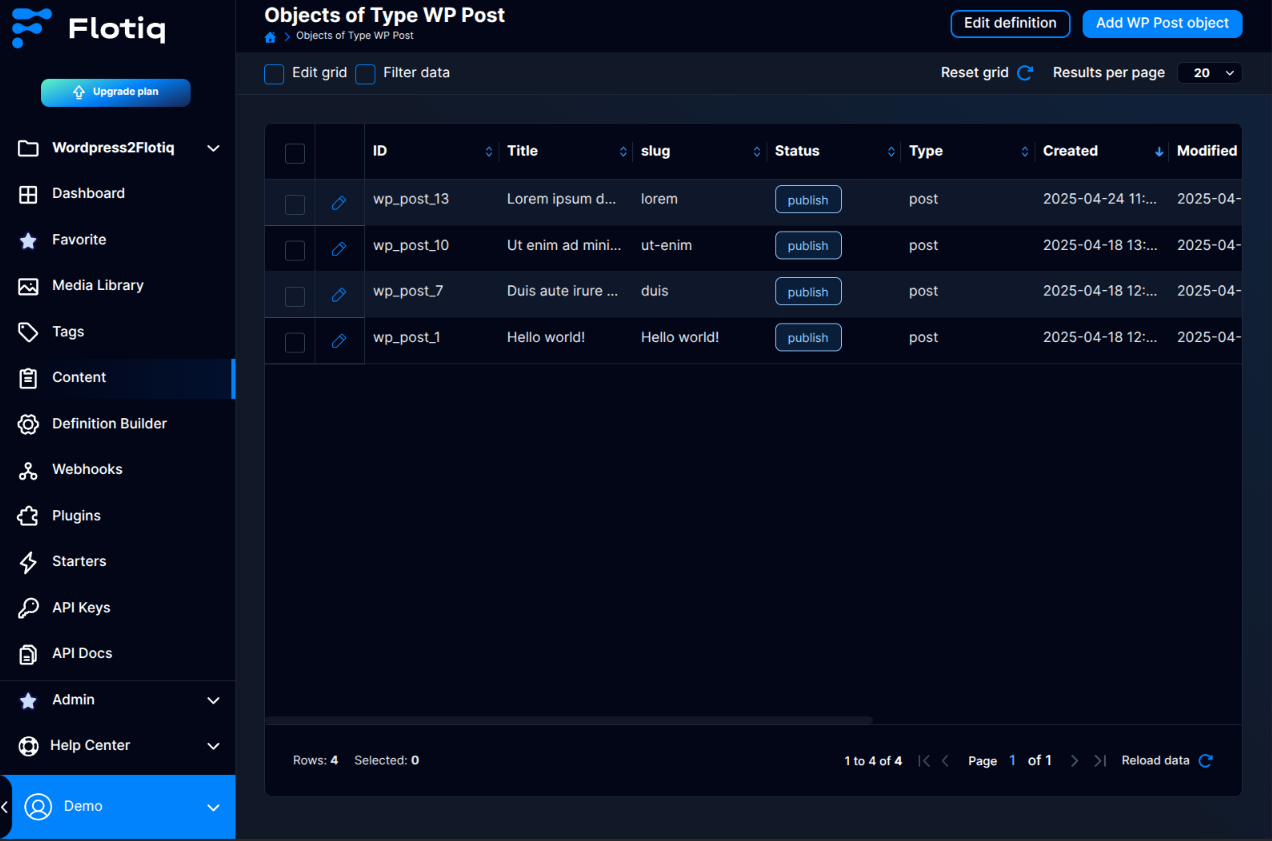 Flotiq
Upgrade plan
Wordpress2Flotiq
Dashboard
Favorite
Media Library
Tags
Content
Definition Builder
Webhooks
Plugins
Starters
API Keys
API Docs
Admin
Help Center
Demo
Objects of Type WP Post
Objects of Type WP Post
Edit definition
Add WP Post object
Edit grid Filter data
Reset grid Results per page 20
ID Title slug Status Type Created Modified
wp_post_13 Lorem ipsum d... lorem publish post 2025-04-24 11:... 2025-04-
wp_post_10 Ut enim ad mini... ut-enim publish post 2025-04-18 13:... 2025-04-
wp_post_7 Duis aute irure ... duis publish post 2025-04-18 12:... 2025-04-
wp_post_1 Hello world! Hello world! publish post 2025-04-18 12:... 2025-04-
Rows: 4 Selected: 0 1 to 4 of 4 Page 1 of 1 Reload data